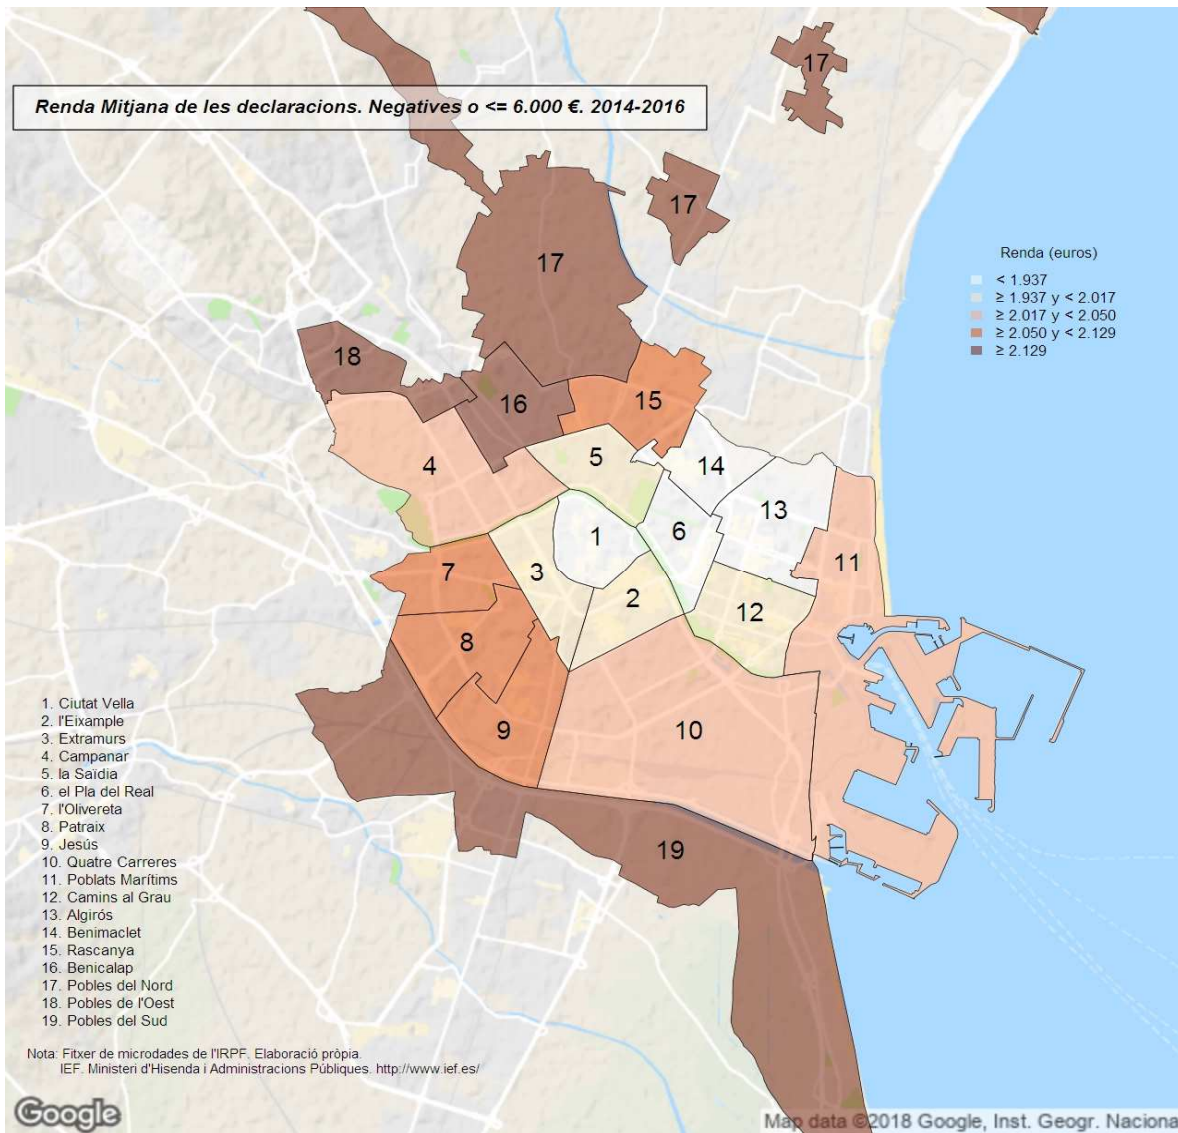 17
Renda Mitjana de les declaracions. Negatives o <= 6.000 €. 2014-2016
17
17
Renda (euros)
< 1.937
≥ 1.937 y < 2.017
≥ 2.017 y < 2.050
≥ 2.050 y < 2.129
≥ 2.129
18
16
15
4
5
14
13
6
1
11
7
3
2
12
8
9
10
19
1. Ciutat Vella
2. l'Eixample
3. Extramurs
4. Campanar
5. la Saïdia
6. el Pla del Real
7. l'Olivereta
8. Patraix
9. Jesús
10. Quatre Carreres
11. Poblats Marítims
12. Camins al Grau
13. Algirós
14. Benimaclet
15. Rascanya
16. Benicalap
17. Pobles del Nord
18. Pobles de l'Oest
19. Pobles del Sud
Nota: Fitxer de microdades de l'IRPF. Elaboració pròpia.
IEF. Ministeri d'Hisenda i Administracions Públiques. http://www.ief.es/
Google
Map data ©2018 Google, Inst. Geogr. Naciona